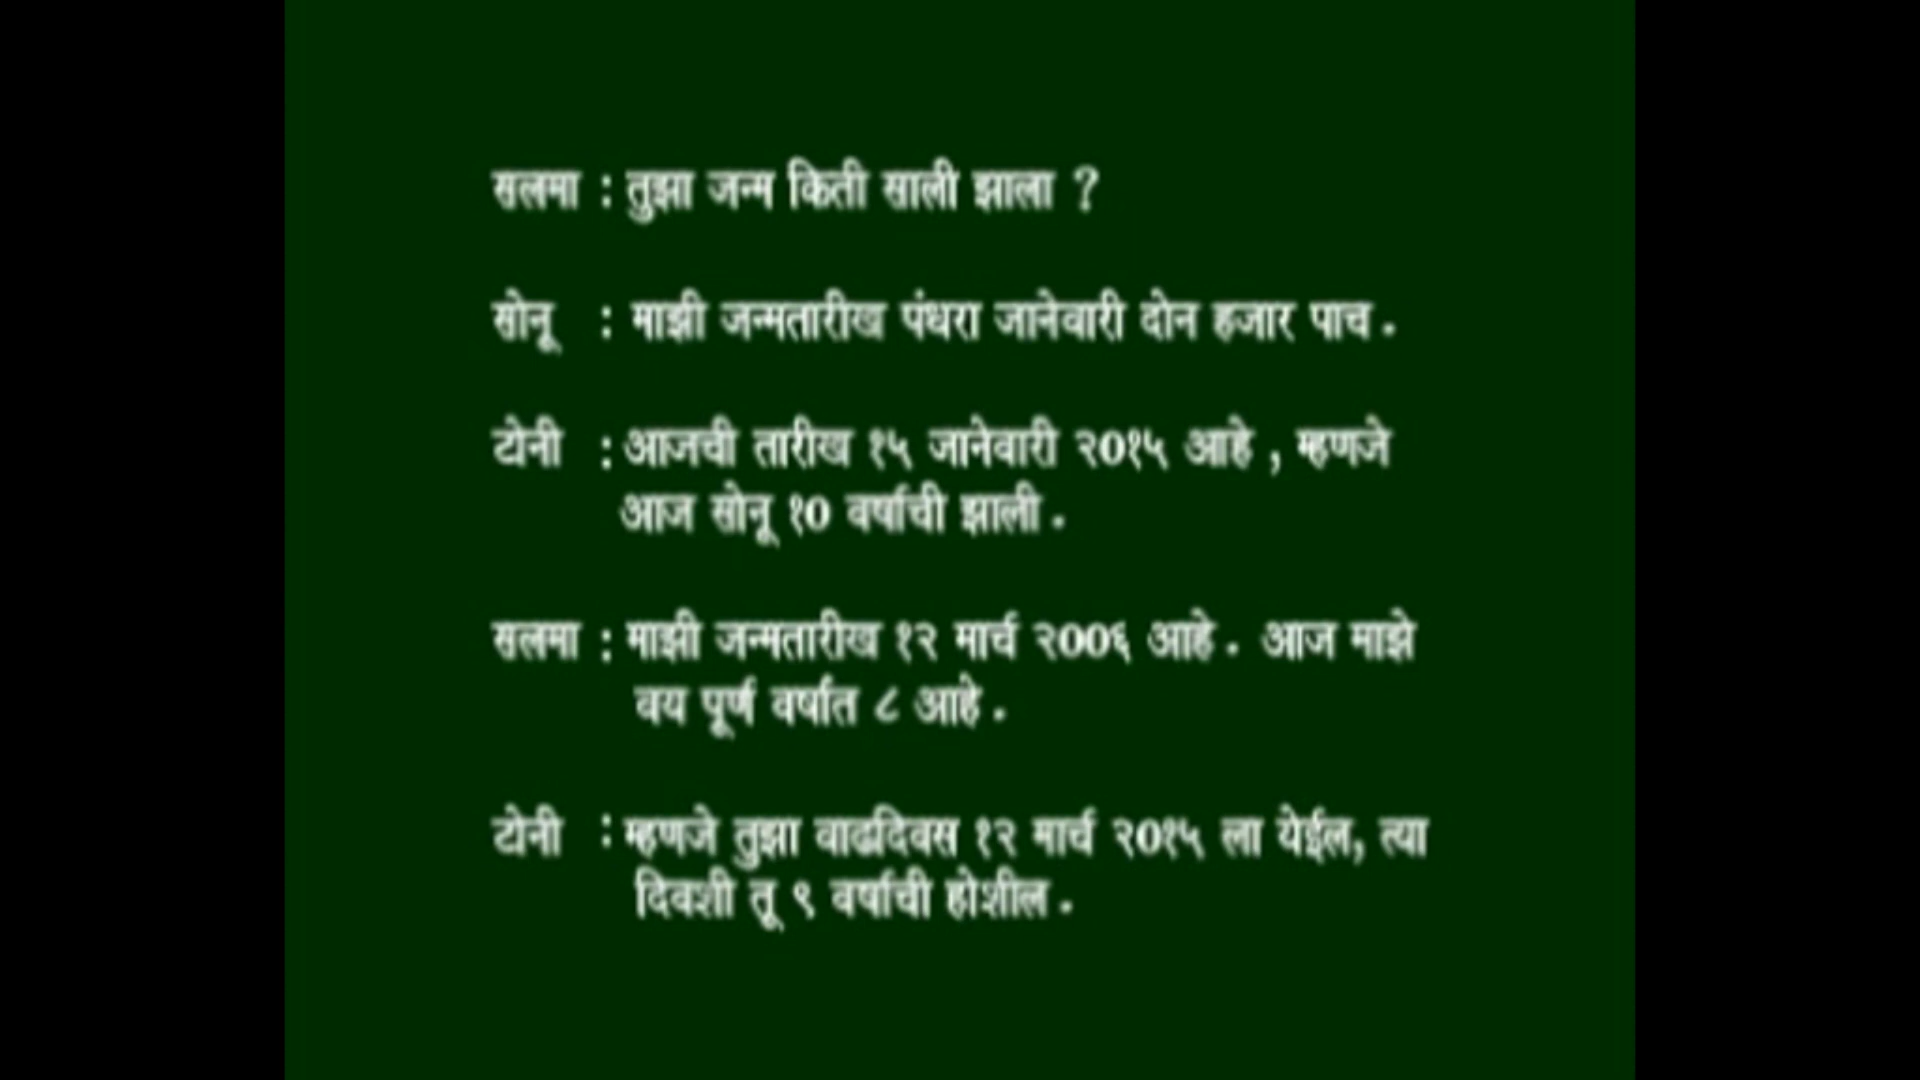 सलमा : तुझा जन्म किती साली झाला ?
सोनू : माझी जन्मतारीख पंधरा जानेवारी दोन हजार पाच .
टोनी : आजची तारीख १५ जानेवारी २०१५ आहे , म्हणजे
आज सोनू १० वर्षाची झाली .
सलमा : माझी जन्मतारीख १२ मार्च २००६ आहे . आज माझे
वय पूर्ण वर्षात ८ आहे .
टोनी : म्हणजे तुझा वाढदिवस १२ मार्च २०१५ ला येईल, त्या
दिवशी तू ९ वर्षाची होशील .